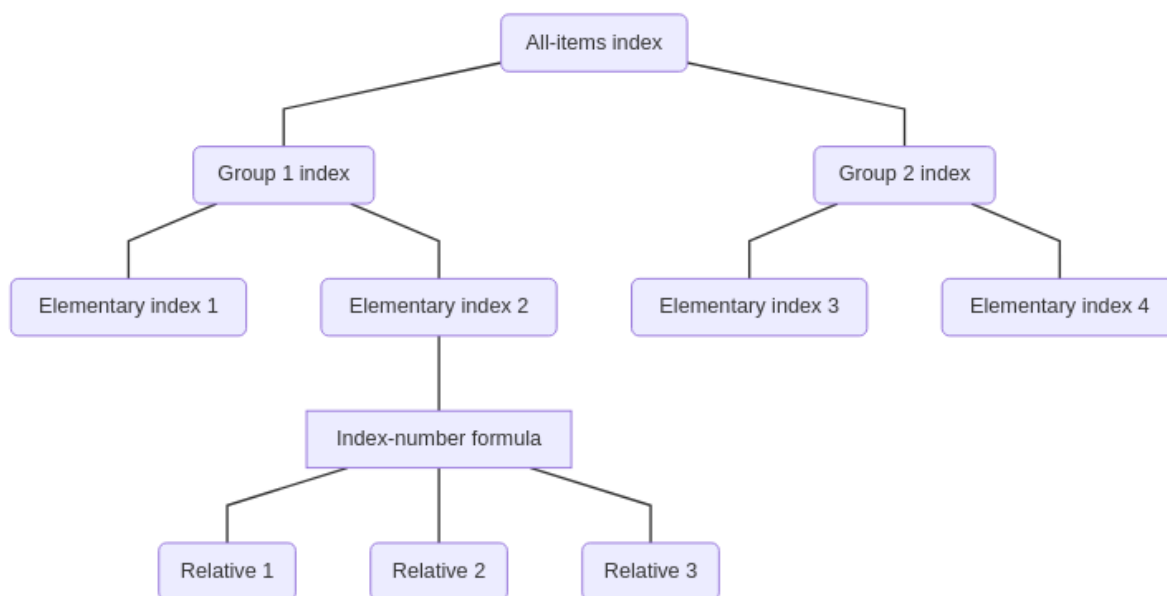 All-items index
Group 1 index
Group 2 index
Elementary index 1
Elementary index 2
Elementary index 3
Elementary index 4
Index-number formula
Relative 1
Relative 2
Relative 3